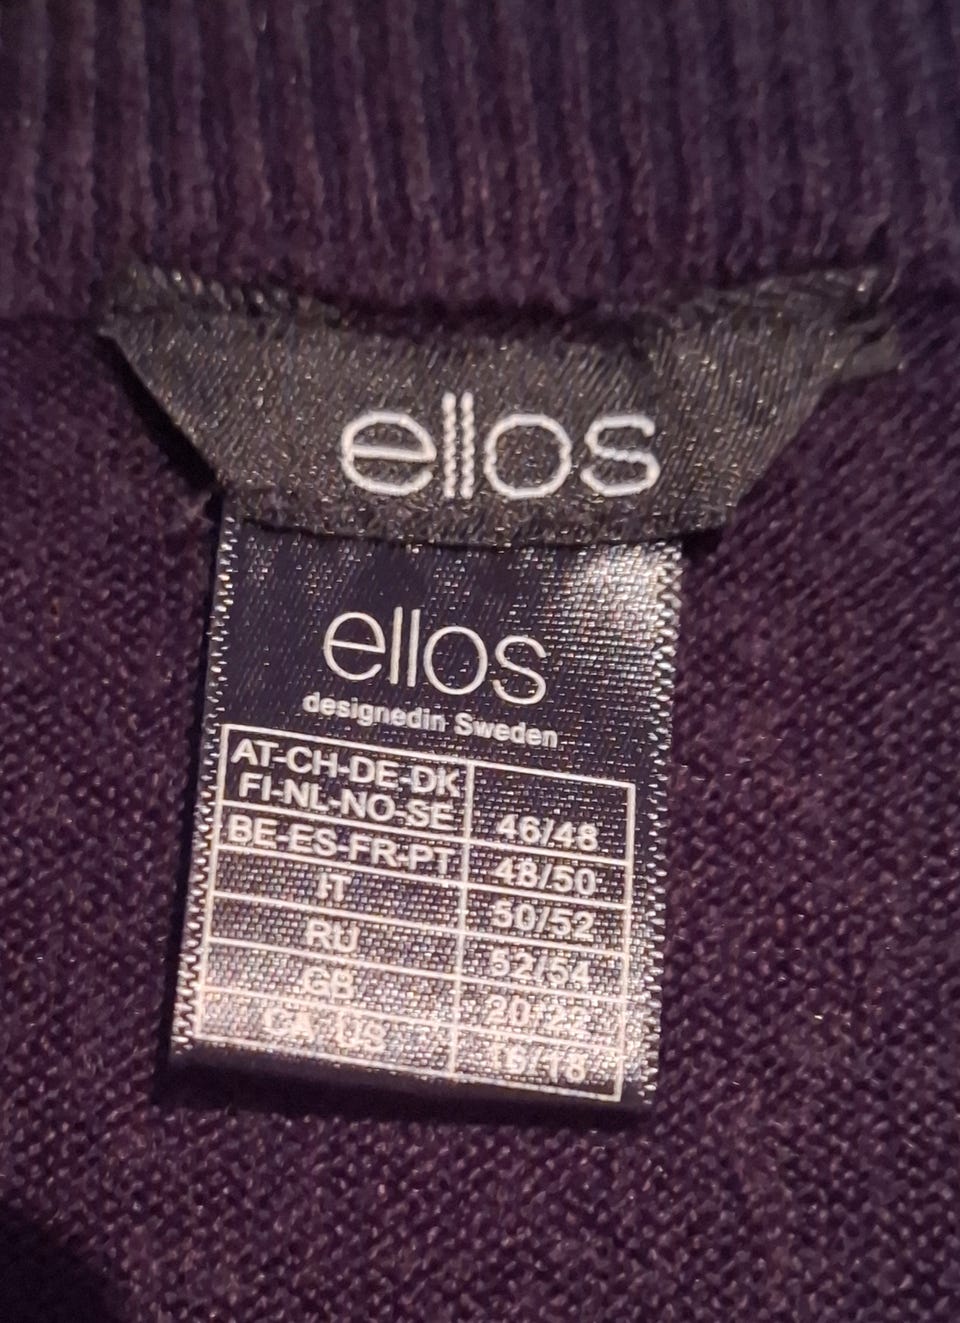 ellos
ellos
designedin Sweden
AT-CH-DE-DK
FI-NL-NO-SE 46/48
BE-ES-FR-PT 48/50
IT 50/52
RU 52/54
GB 20/22
CA-US 16/18